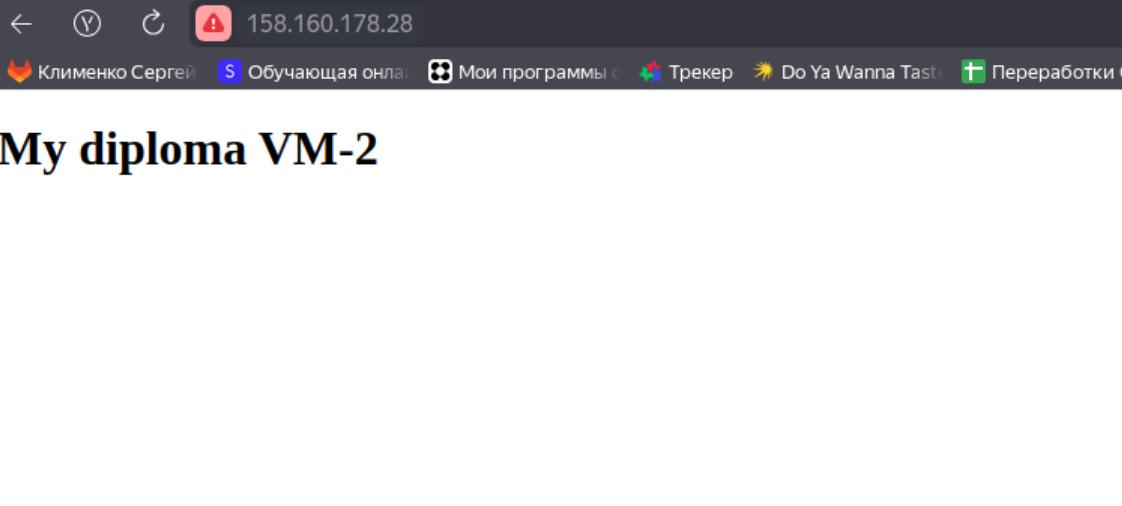 158.160.178.28
Клименко Сергей Обучающая онла Мои программы с Трекер Do Ya Wanna Taste Переработки
My diploma VM-2